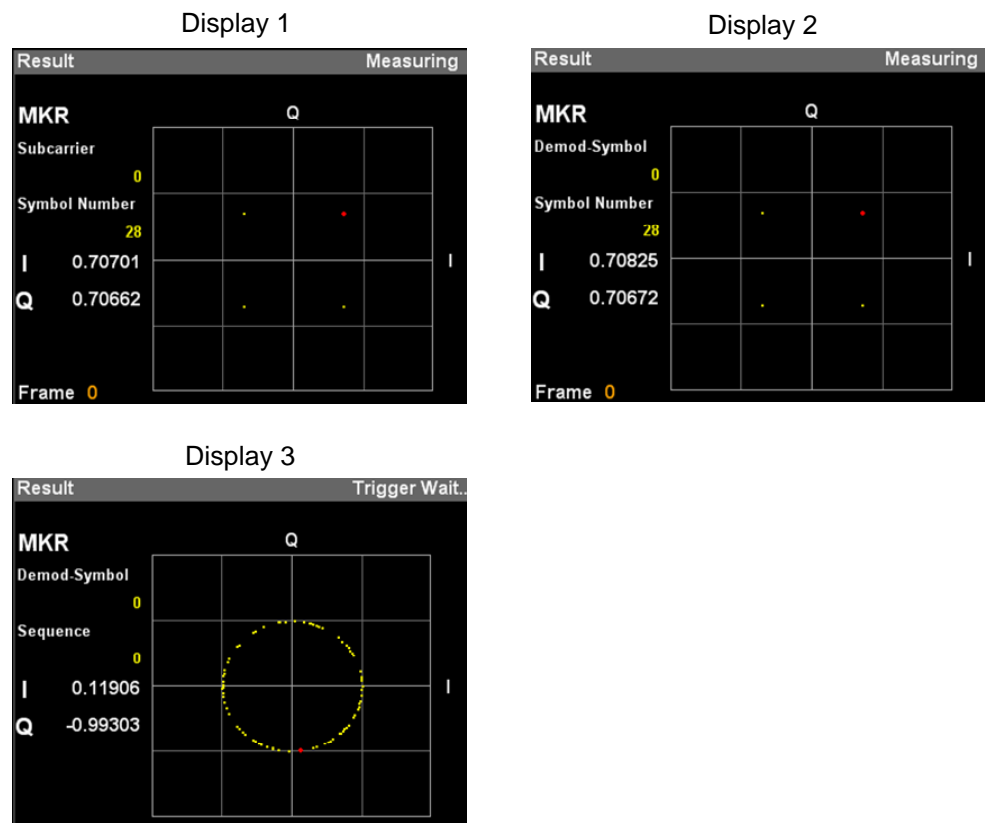 Display 1
Result Measuring
MKR
Q
Subcarrier
0
Symbol Number
28
I 0.70701
I
Q 0.70662
Frame 0
Display 2
Result Measuring
MKR
Q
Demod-Symbol
0
Symbol Number
28
I 0.70825
I
Q 0.70672
Frame 0
Display 3
Result Trigger Wait..
MKR
Q
Demod-Symbol
0
Sequence
0
I 0.11906
I
Q -0.99303